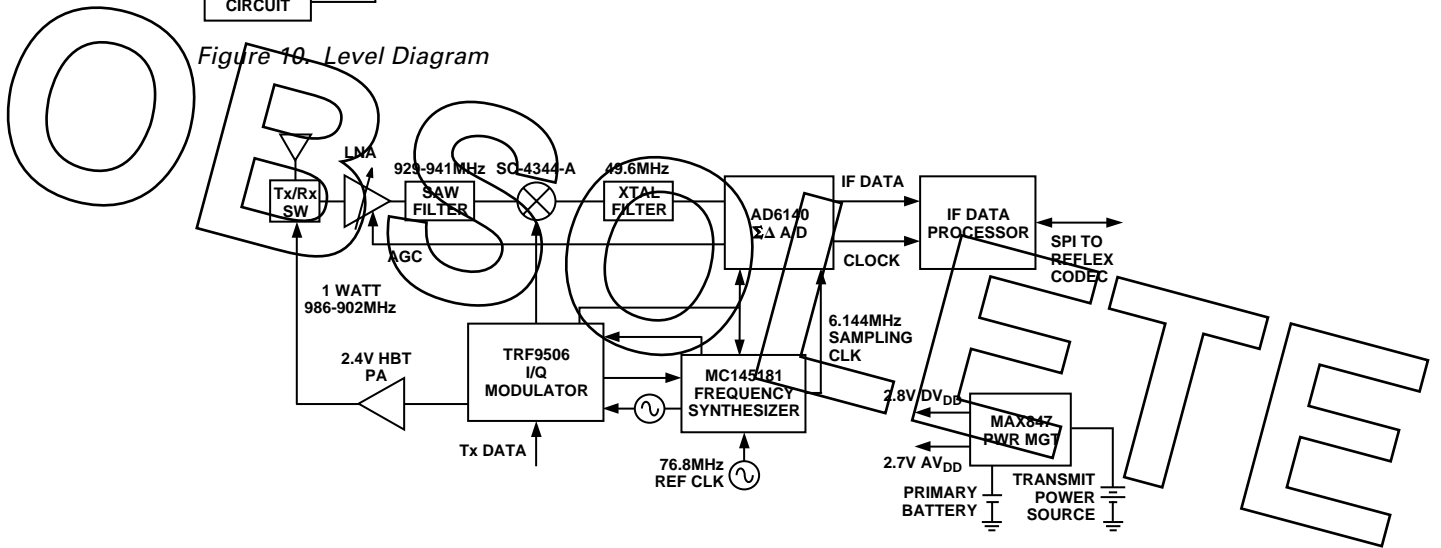 CIRCUIT
Figure 10. Level Diagram
OBSOLETE
LNA
929-941MHz
SC-4344-A
49.6MHz
IF DATA
Tx/Rx
SW
SAW
FILTER
XTAL
FILTER
AD6140
ΣΔ A/D
IF DATA
PROCESSOR
AGC
CLOCK
SPI TO
REFLEX
CODEC
1 WATT
986-902MHz
6.144MHz
SAMPLING
CLK
2.4V HBT
PA
TRF9506
I/Q
MODULATOR
MC145181
FREQUENCY
SYNTHESIZER
2.8V DVDD
MAX847
PWR MGT
Tx DATA
76.8MHz
REF CLK
2.7V AVDD
PRIMARY
BATTERY
TRANSMIT
POWER
SOURCE